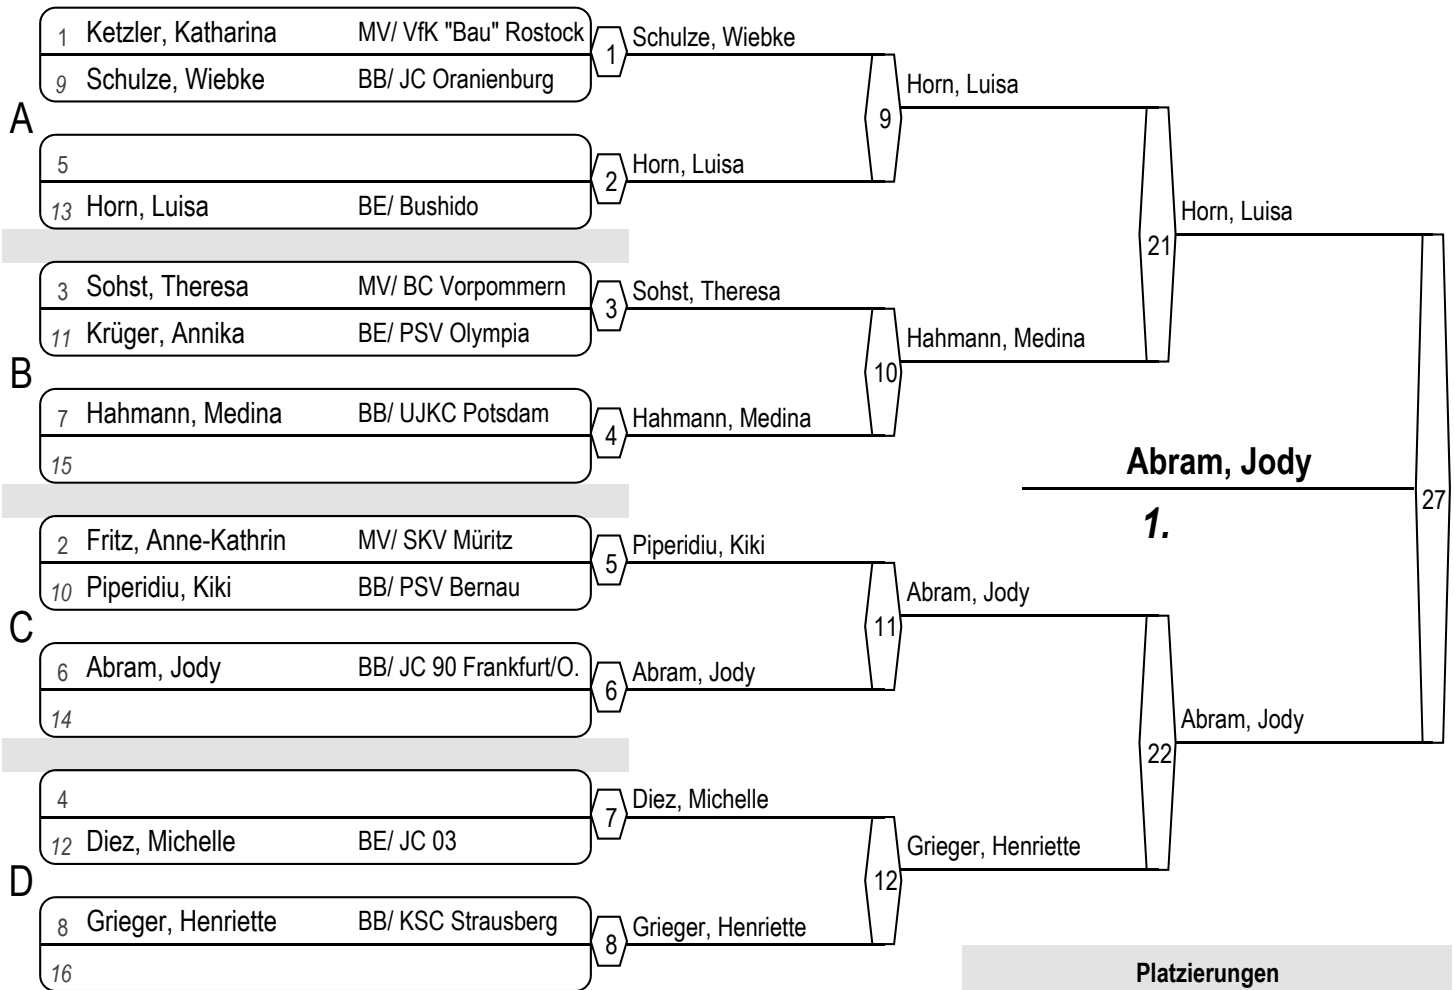 1 Ketzler, Katharina MV/ VfK "Bau" Rostock
9 Schulze, Wiebke BB/ JC Oranienburg
1 Schulze, Wiebke
A
5
13 Horn, Luisa BE/ Bushido
2 Horn, Luisa
9 Horn, Luisa
3 Sohst, Theresa MV/ BC Vorpommern
11 Krüger, Annika BE/ PSV Olympia
3 Sohst, Theresa
B
7 Hahmann, Medina BB/ UJKC Potsdam
15
4 Hahmann, Medina
10 Hahmann, Medina
21 Horn, Luisa
2 Fritz, Anne-Kathrin MV/ SKV Müritz
10 Piperidiu, Kiki BB/ PSV Bernau
5 Piperidiu, Kiki
C
6 Abram, Jody BB/ JC 90 Frankfurt/O.
14
6 Abram, Jody
11 Abram, Jody
4
12 Diez, Michelle BE/ JC 03
7 Diez, Michelle
D
8 Grieger, Henriette BB/ KSC Strausberg
16
8 Grieger, Henriette
12 Grieger, Henriette
22 Abram, Jody
27
Abram, Jody
1.
Platzierungen